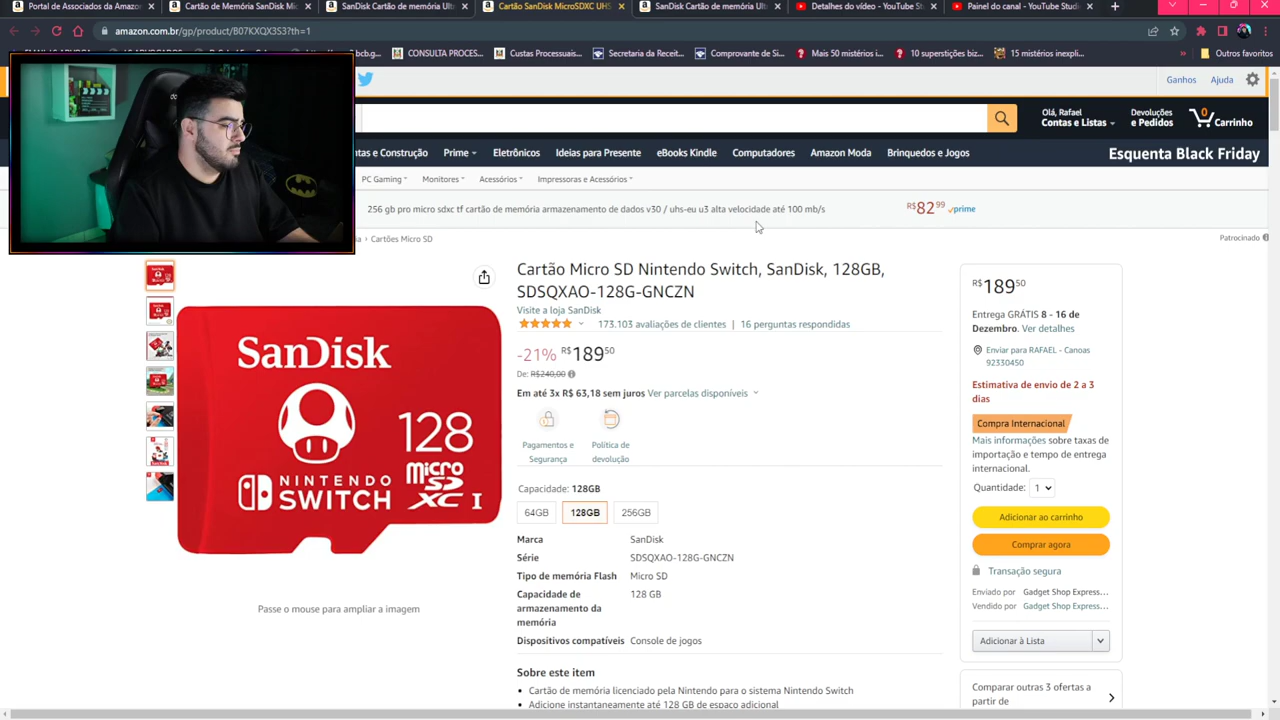 Portal de Associados da Amazon:
Cartão de Memória SanDisk Mi
SanDisk Cartão de memória Ult
Cartão SanDisk MicroSDXC UHS
SanDisk Cartão de memória Ult
Detalhes do vídeo - YouTube S
Painel do canal - YouTube Studi
amazon.com.br/gp/product/B07KXQX3S3?th=1
bcb.g...
CONSULTA PROCES...
Custas Processuais...
Secretaria da Receit...
Comprovante de Si...
Mais 50 mistérios i...
10 superstições biz...
15 mistérios inexpli...
Outros favoritos
Ganhos
Ajuda
Olá, Rafael
Contas e Listas
Devoluções
e Pedidos
0
Carrinho
ntas e Construção
Prime
Eletrônicos
Ideias para Presente
eBooks Kindle
Computadores
Amazon Moda
Brinquedos e Jogos
Esquenta Black Friday
PC Gaming
Monitores
Acessórios
Impressoras e Acessórios
256 gb pro micro sdxc tf cartão de memória armazenamento de dados v30 / uhs-eu u3 alta velocidade até 100 mb/s
R$82⁹⁹
prime
Patrocinado
› Cartões Micro SD
SanDisk
128
NINTENDO
SWITCH
micro
SD
XC I
Passe o mouse para ampliar a imagem
Cartão Micro SD Nintendo Switch, SanDisk, 128GB,
SDSQXAO-128G-GNCZN
Visite a loja SanDisk
173.103 avaliações de clientes | 16 perguntas respondidas
-21% R$189⁵⁰
De: R$240,00
Em até 3x R$ 63,18 sem juros Ver parcelas disponíveis
Pagamentos e
Segurança
Política de
devolução
Capacidade: 128GB
64GB
128GB
256GB
Marca SanDisk
Série SDSQXAO-128G-GNCZN
Tipo de memória Flash Micro SD
Capacidade de
armazenamento da
memória
128 GB
Dispositivos compatíveis Console de jogos
Sobre este item
• Cartão de memória licenciado pela Nintendo para o sistema Nintendo Switch
• Adicione instantaneamente até 128 GB de espaço adicional
R$189⁵⁰
Entrega GRÁTIS 8 - 16 de
Dezembro. Ver detalhes
Enviar para RAFAEL - Canoas
92330450
Estimativa de envio de 2 a 3
dias
Compra Internacional
Mais informações sobre taxas de
importação e tempo de entrega
internacional.
Quantidade: 1
Adicionar ao carrinho
Comprar agora
Transação segura
Enviado por Gadget Shop Express...
Vendido por Gadget Shop Express...
Adicionar à Lista
Comparar outras 3 ofertas a
partir de